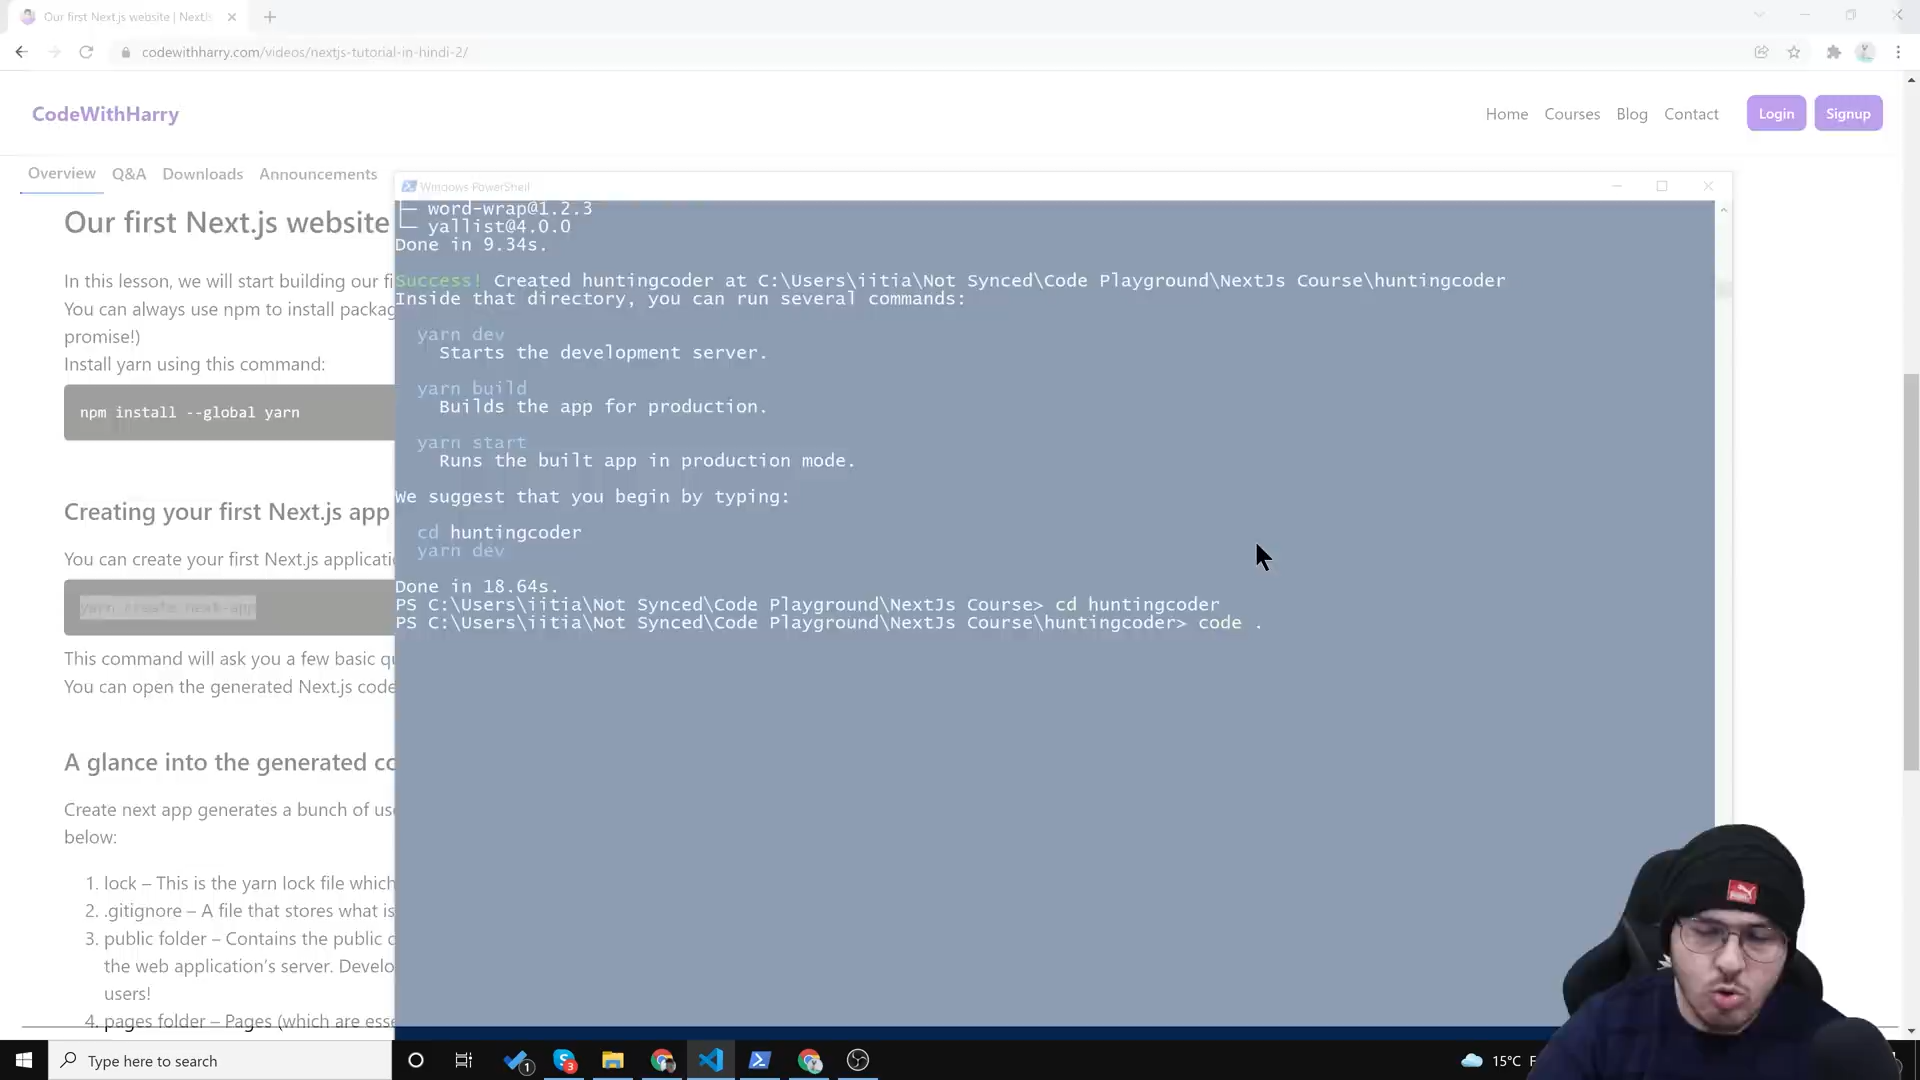 Our first Next.js website | NextJs
codewithharry.com/videos/nextjs-tutorial-in-hindi-2/
CodeWithHarry
Home Courses Blog Contact Login Signup
Overview Q&A Downloads Announcements
Our first Next.js website
In this lesson, we will start building our
You can always use npm to install
promise!)
Install yarn using this command:
npm install --global yarn
Creating your first Next.js app
You can create your first Next.js
yarn create next-app
This command will ask you a few basic
You can open the generated Next.js code
A glance into the generated
Create next app generates a bunch of
below:
1. lock – This is the yarn lock file which
2. .gitignore – A file that stores what is
3. public folder – Contains the public
the web application's server.
users!
4. pages folder – Pages (which are
Windows PowerShell
├─ word-wrap@1.2.3
└─ yallist@4.0.0
Done in 9.34s.
Success! Created huntingcoder at C:\Users\iitia\Not Synced\Code Playground\NextJs Course\huntingcoder
Inside that directory, you can run several commands:
yarn dev
Starts the development server.
yarn build
Builds the app for production.
yarn start
Runs the built app in production mode.
We suggest that you begin by typing:
cd huntingcoder
yarn dev
Done in 18.64s.
PS C:\Users\iitia\Not Synced\Code Playground\NextJs Course> cd huntingcoder
PS C:\Users\iitia\Not Synced\Code Playground\NextJs Course\huntingcoder> code .
Type here to search
1
3
15°C